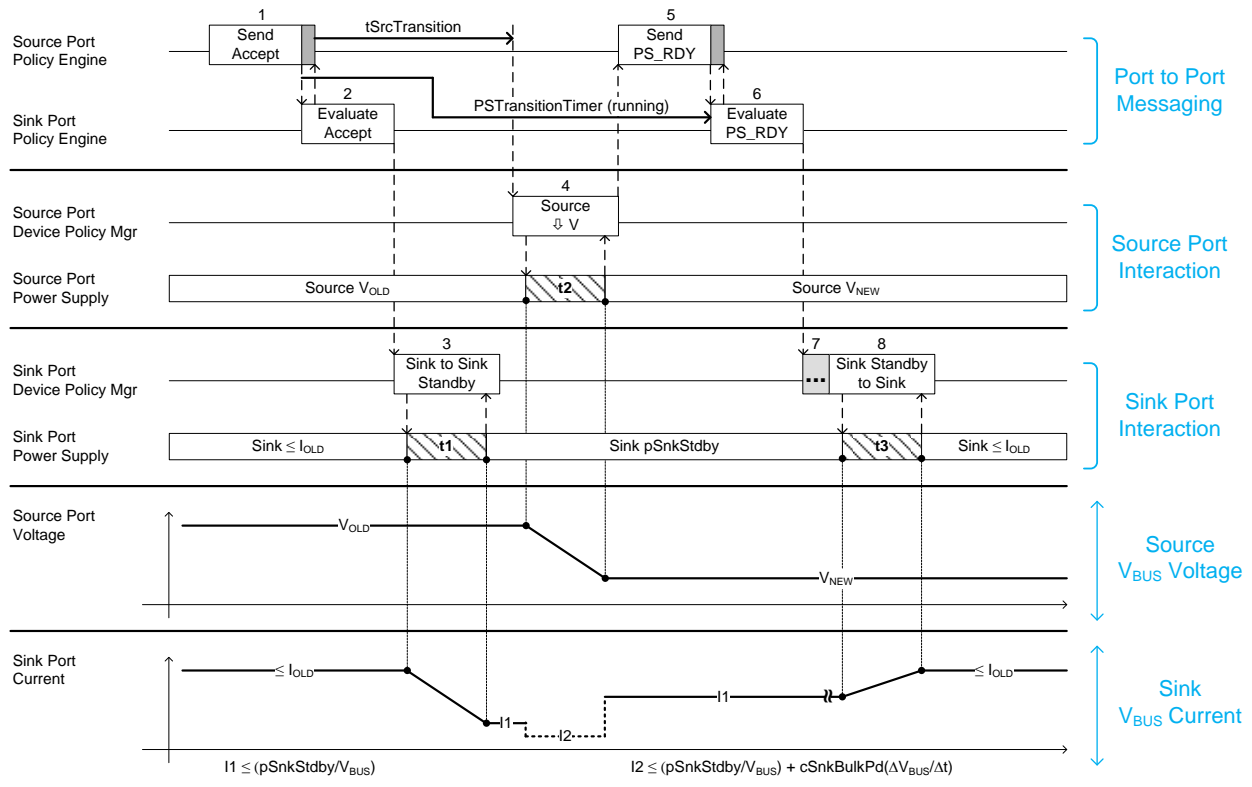 1
5
tSrcTransition
Source Port
Policy Engine
Send
Accept
Send
PS_RDY
Port to Port
Messaging
2
6
PSTransitionTimer (running)
Sink Port
Policy Engine
Evaluate
Accept
Evaluate
PS_RDY
4
Source Port
Device Policy Mgr
Source
⇩ V
Source Port
Interaction
Source Port
Power Supply
Source VOLD
t2
Source VNEW
3
7
8
Sink Port
Device Policy Mgr
Sink to Sink
Standby
...
Sink Standby
to Sink
Sink Port
Interaction
Sink Port
Power Supply
Sink ≤ IOLD
t1
Sink pSnkStdby
t3
Sink ≤ IOLD
Source Port
Voltage
VOLD
VNEW
Source
VBUS Voltage
Sink Port
Current
≤ IOLD
I1
I2
I1
≤ IOLD
Sink
VBUS Current
I1 ≤ (pSnkStdby/VBUS)
I2 ≤ (pSnkStdby/VBUS) + cSnkBulkPd(ΔVBUS/Δt)